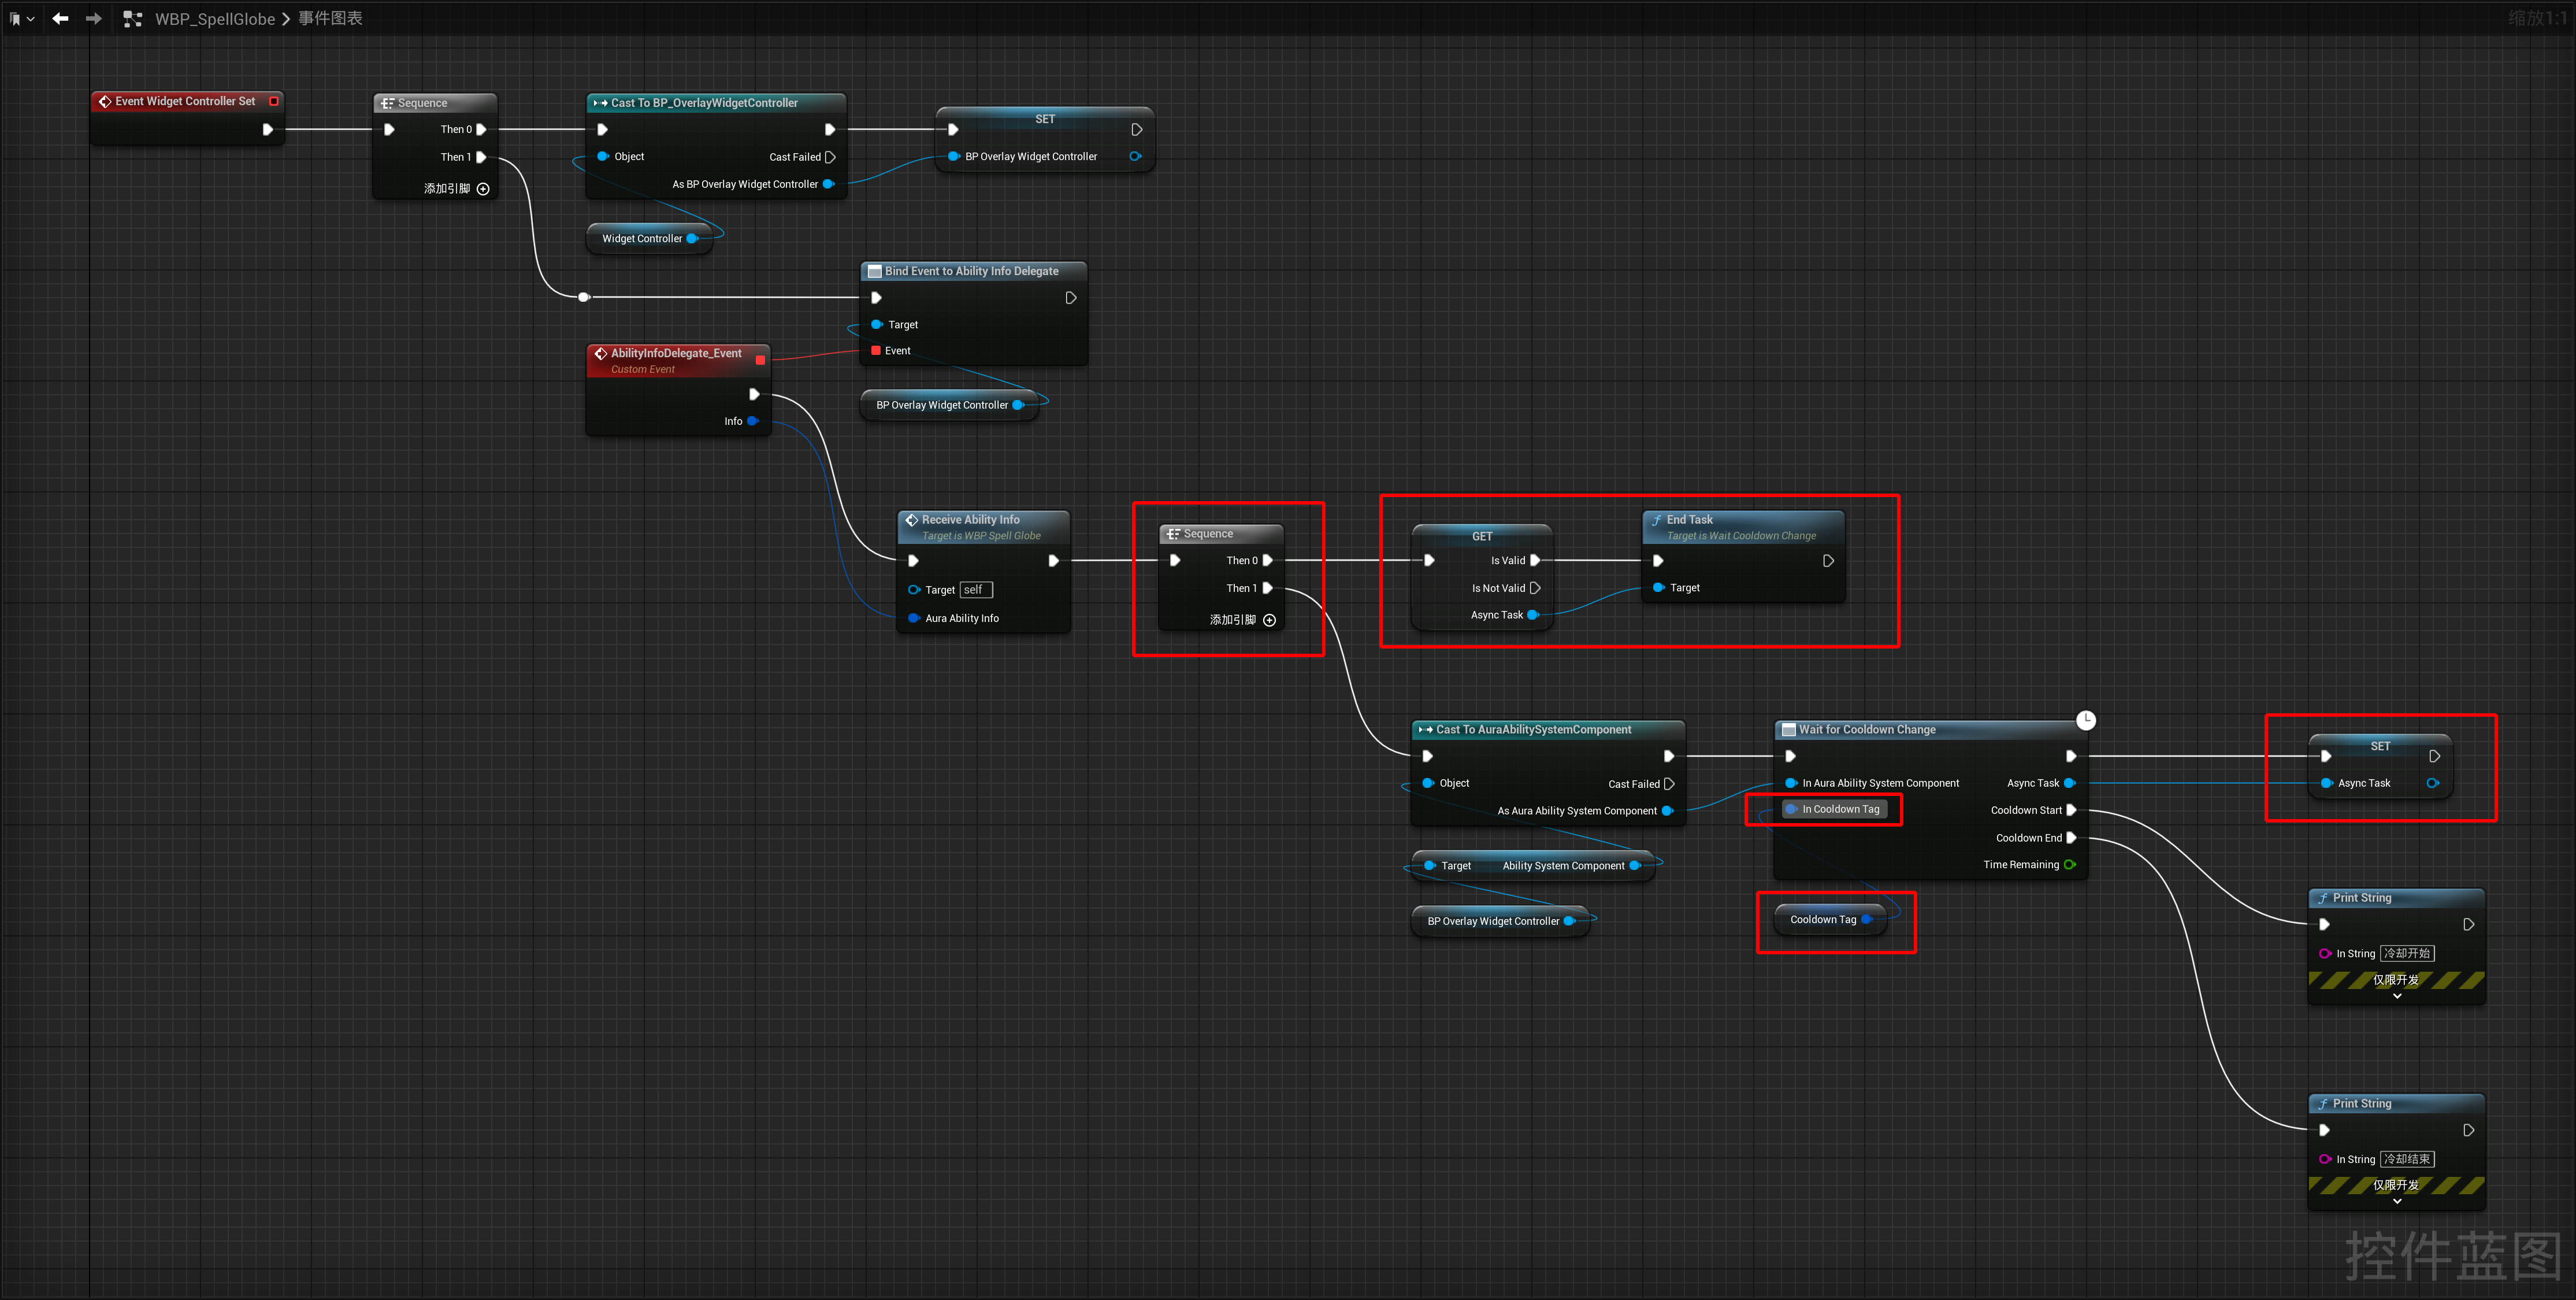 WBP_SpellGlobe > 事件图表
缩放1:1
Event Widget Controller Set
Sequence
Then 0
Then 1
添加引脚
Cast To BP_OverlayWidgetController
Object
Cast Failed
As BP Overlay Widget Controller
SET
BP Overlay Widget Controller
Widget Controller
Bind Event to Ability Info Delegate
Target
Event
AbilityInfoDelegate_Event
Custom Event
Info
BP Overlay Widget Controller
Receive Ability Info
Target is WBP Spell Globe
Target self
Aura Ability Info
Sequence
Then 0
Then 1
添加引脚
GET
Is Valid
Is Not Valid
Async Task
End Task
Target is Wait Cooldown Change
Target
Cast To AuraAbilitySystemComponent
Object
Cast Failed
As Aura Ability System Component
Target Ability System Component
BP Overlay Widget Controller
Wait for Cooldown Change
In Aura Ability System Component
Async Task
In Cooldown Tag
Cooldown Start
Cooldown End
Time Remaining
Cooldown Tag
SET
Async Task
Print String
In String 冷却开始
仅限开发
Print String
In String 冷却结束
仅限开发
控件蓝图